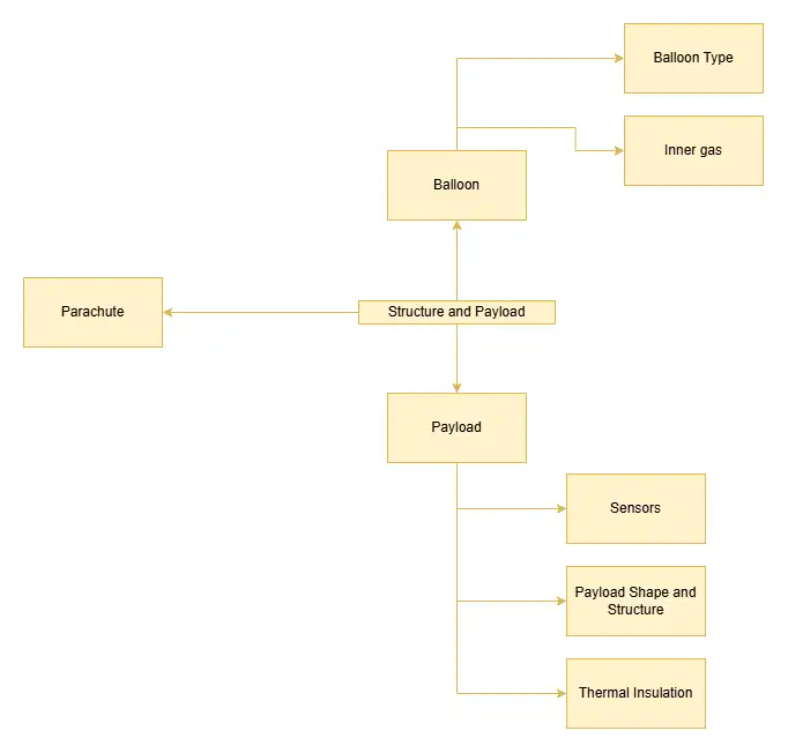 Balloon Type
Inner gas
Balloon
Parachute
Structure and Payload
Payload
Sensors
Payload Shape and
Structure
Thermal Insulation